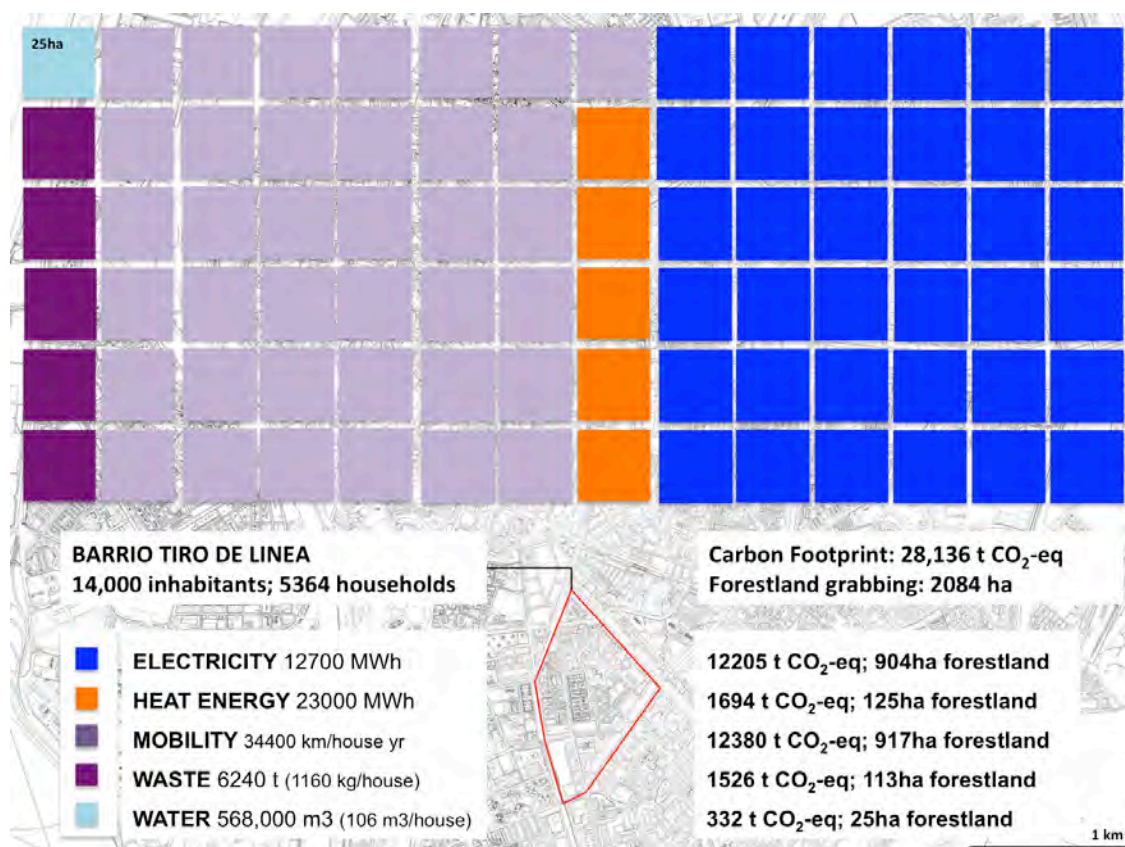 25ha
BARRIO TIRO DE LINEA
14,000 inhabitants; 5364 households
Carbon Footprint: 28,136 t CO₂-eq
Forestland grabbing: 2084 ha
ELECTRICITY 12700 MWh
HEAT ENERGY 23000 MWh
MOBILITY 34400 km/house yr
WASTE 6240 t (1160 kg/house)
WATER 568,000 m3 (106 m3/house)
12205 t CO₂-eq; 904ha forestland
1694 t CO₂-eq; 125ha forestland
12380 t CO₂-eq; 917ha forestland
1526 t CO₂-eq; 113ha forestland
332 t CO₂-eq; 25ha forestland
1 km